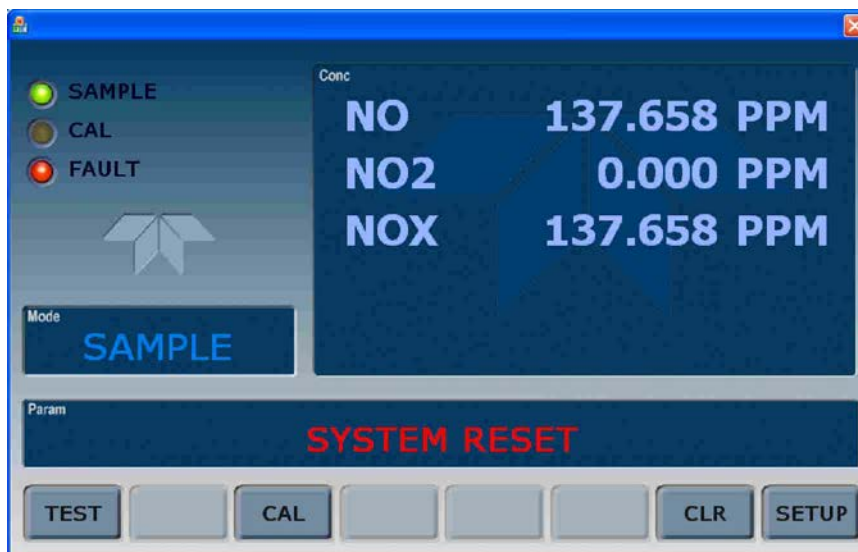 SAMPLE
CAL
FAULT
Conc
NO 137.658 PPM
NO2 0.000 PPM
NOX 137.658 PPM
Mode
SAMPLE
Param
SYSTEM RESET
TEST CAL CLR SETUP